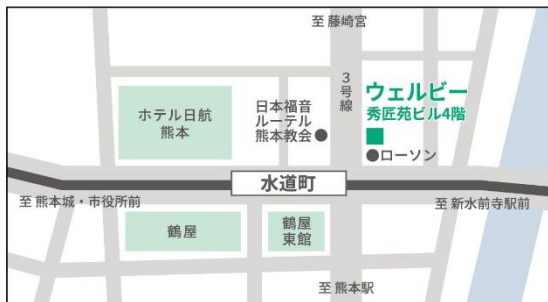 至 藤崎宮
3号線
ウェルビー
秀匠苑ビル4階
ホテル日航
熊本
日本福音
ルーテル
熊本教会
ローソン
水道町
至 熊本城・市役所前
至 新水前寺駅前
鶴屋
鶴屋
東館
至 熊本駅